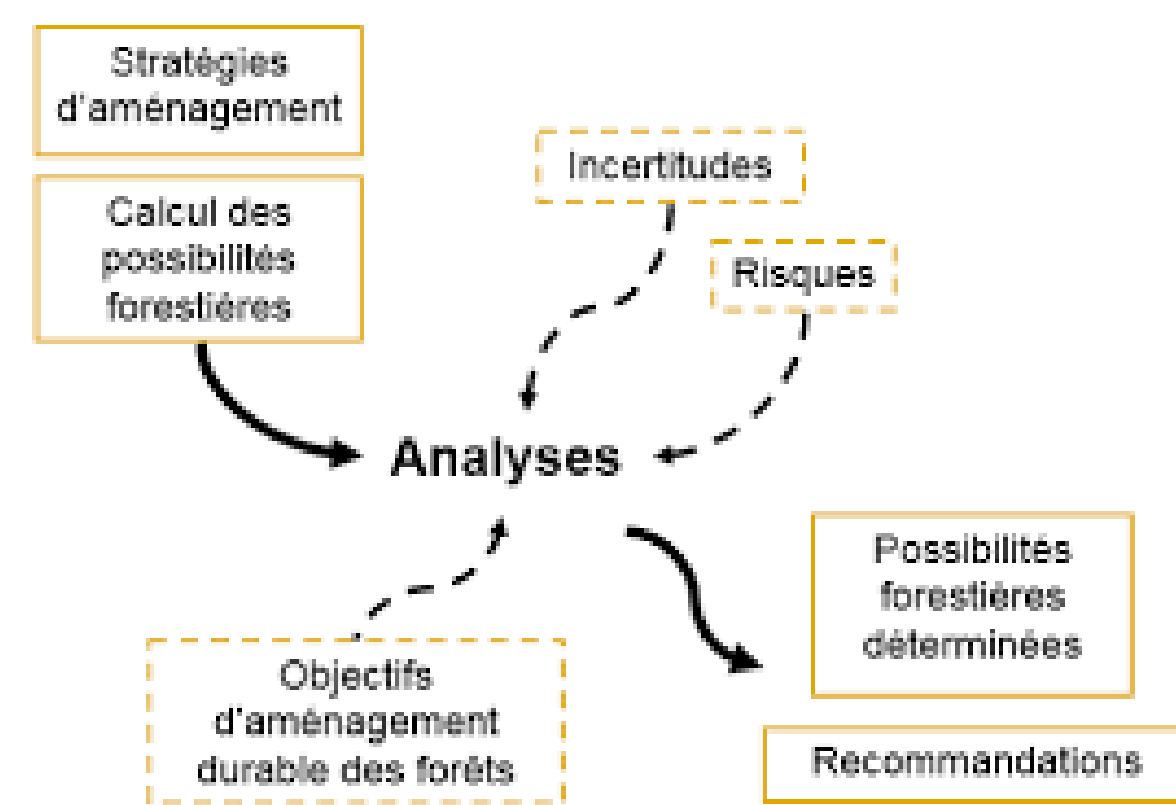 Stratégies
d'aménagement
Calcul des
possibilités
forestières
Incertitudes
Risques
Analyses
Objectifs
d'aménagement
durable des forêts
Possibilités
forestières
déterminées
Recommandations